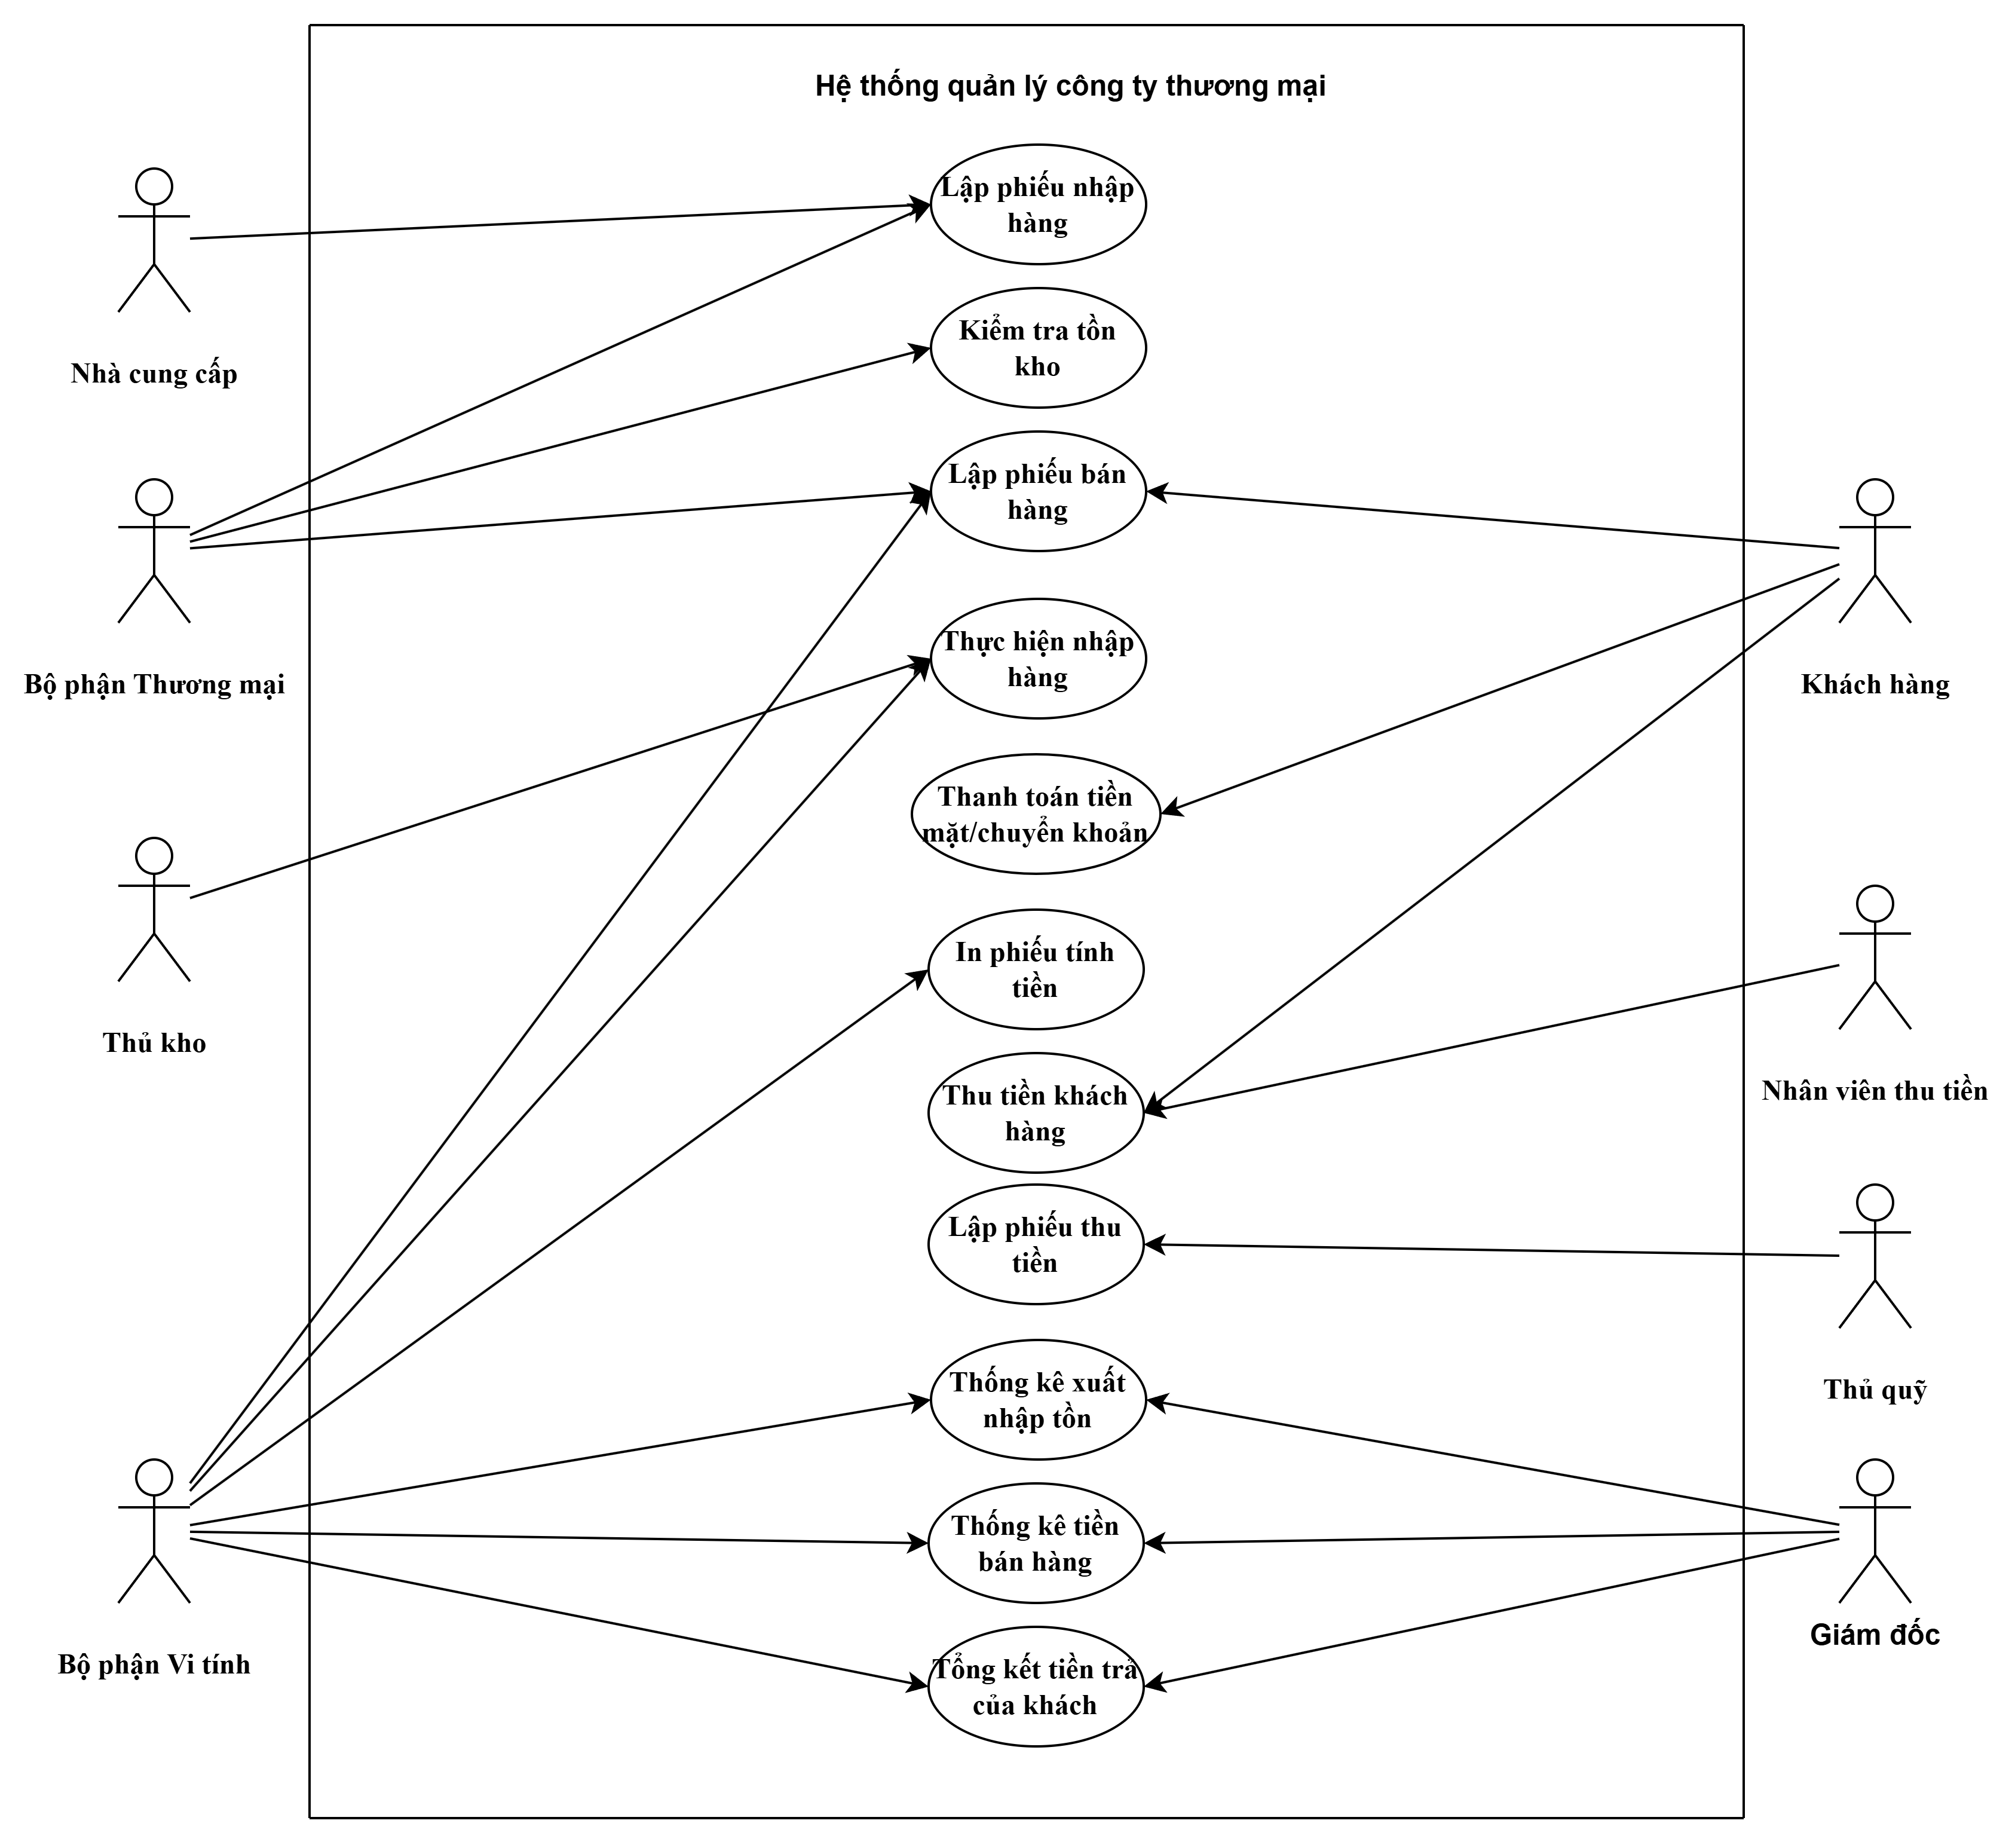 Hệ thống quản lý công ty thương mại
Lập phiếu nhập
hàng
Nhà cung cấp
Kiểm tra tồn
kho
Lập phiếu bán
hàng
Bộ phận Thương mại
Thực hiện nhập
hàng
Khách hàng
Thanh toán tiền
mặt/chuyển khoản
In phiếu tính
tiền
Thủ kho
Thu tiền khách
hàng
Nhân viên thu tiền
Lập phiếu thu
tiền
Thống kê xuất
nhập tồn
Thủ quỹ
Thống kê tiền
bán hàng
Giám đốc
Bộ phận Vi tính
Tổng kết tiền trả
của khách